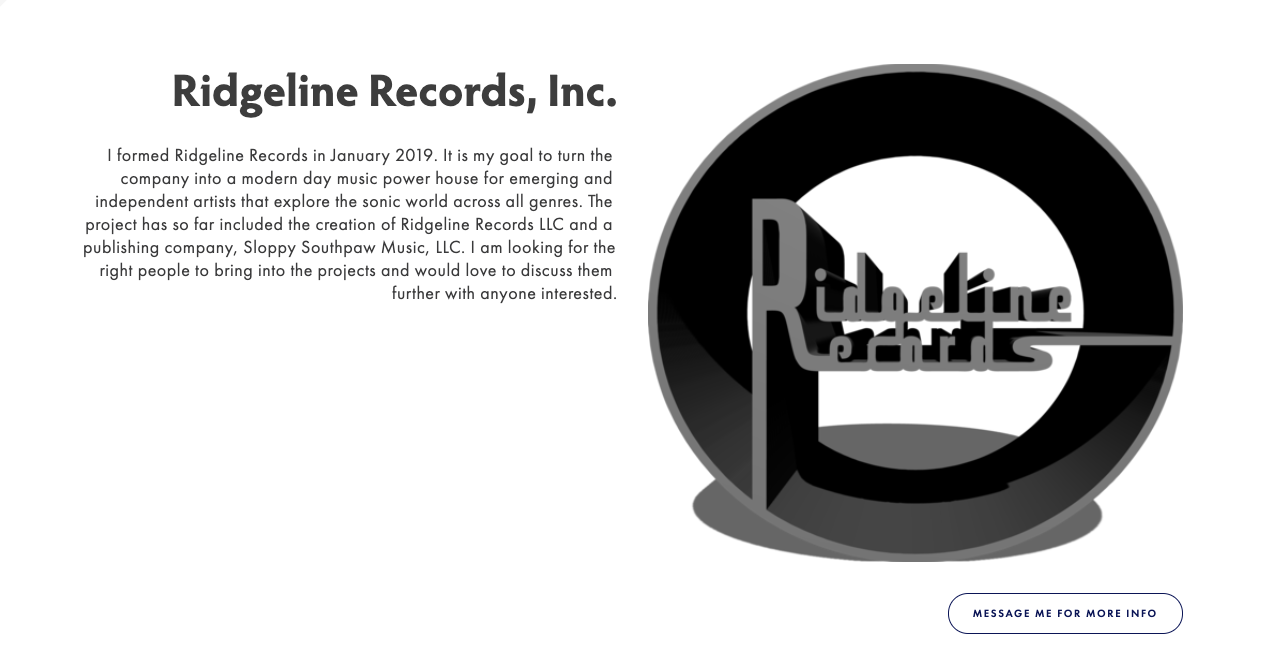 Ridgeline Records, Inc.
I formed Ridgeline Records in January 2019. It is my goal to turn the
company into a modern day music power house for emerging and
independent artists that explore the sonic world across all genres. The
project has so far included the creation of Ridgeline Records LLC and a
publishing company, Sloppy Southpaw Music, LLC. I am looking for the
right people to bring into the projects and would love to discuss them
further with anyone interested.
Ridgeline
Records
MESSAGE ME FOR MORE INFO